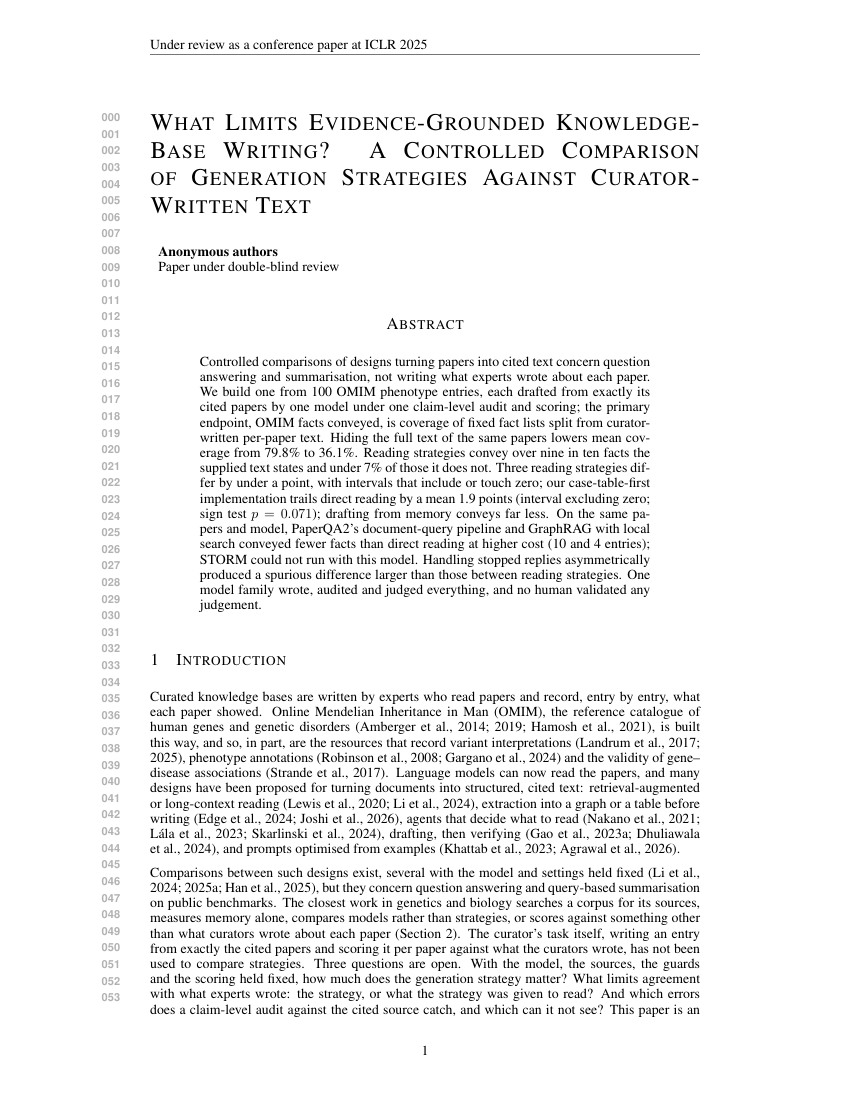 Under review as a conference paper at ICLR 2025
000
001
002
003
004
005
006
007
008
009
010
011
012
013
014
015
016
017
018
019
020
021
022
023
024
025
026
027
028
029
030
031
032
033
034
035
036
037
038
039
040
041
042
043
044
045
046
047
048
049
050
051
052
053
WHAT LIMITS EVIDENCE-GROUNDED KNOWLEDGE-
BASE WRITING? A CONTROLLED COMPARISON
OF GENERATION STRATEGIES AGAINST CURATOR-
WRITTEN TEXT
Anonymous authors
Paper under double-blind review
ABSTRACT
Controlled comparisons of designs turning papers into cited text concern question
answering and summarisation, not writing what experts wrote about each paper.
We build one from 100 OMIM phenotype entries, each drafted from exactly its
cited papers by one model under one claim-level audit and scoring; the primary
endpoint, OMIM facts conveyed, is coverage of fixed fact lists split from curator-
written per-paper text. Hiding the full text of the same papers lowers mean cov-
erage from 79.8% to 36.1%. Reading strategies convey over nine in ten facts the
supplied text states and under 7% of those it does not. Three reading strategies dif-
fer by under a point, with intervals that include or touch zero; our case-table-first
implementation trails direct reading by a mean 1.9 points (interval excluding zero;
sign test p = 0.071); drafting from memory conveys far less. On the same pa-
pers and model, PaperQA2's document-query pipeline and GraphRAG with local
search conveyed fewer facts than direct reading at higher cost (10 and 4 entries);
STORM could not run with this model. Handling stopped replies asymmetrically
produced a spurious difference larger than those between reading strategies. One
model family wrote, audited and judged everything, and no human validated any
judgement.
1 INTRODUCTION
Curated knowledge bases are written by experts who read papers and record, entry by entry, what
each paper showed. Online Mendelian Inheritance in Man (OMIM), the reference catalogue of
human genes and genetic disorders (Amberger et al., 2014; 2019; Hamosh et al., 2021), is built
this way, and so, in part, are the resources that record variant interpretations (Landrum et al., 2017;
2025), phenotype annotations (Robinson et al., 2008; Gargano et al., 2024) and the validity of gene–
disease associations (Strande et al., 2017). Language models can now read the papers, and many
designs have been proposed for turning documents into structured, cited text: retrieval-augmented
or long-context reading (Lewis et al., 2020; Li et al., 2024), extraction into a graph or a table before
writing (Edge et al., 2024; Joshi et al., 2026), agents that decide what to read (Nakano et al., 2021;
Lála et al., 2023; Skarlinski et al., 2024), drafting, then verifying (Gao et al., 2023a; Dhuliawala
et al., 2024), and prompts optimised from examples (Khattab et al., 2023; Agrawal et al., 2026).
Comparisons between such designs exist, several with the model and settings held fixed (Li et al.,
2024; 2025a; Han et al., 2025), but they concern question answering and query-based summarisation
on public benchmarks. The closest work in genetics and biology searches a corpus for its sources,
measures memory alone, compares models rather than strategies, or scores against something other
than what curators wrote about each paper (Section 2). The curator's task itself, writing an entry
from exactly the cited papers and scoring it per paper against what the curators wrote, has not been
used to compare strategies. Three questions are open. With the model, the sources, the guards
and the scoring held fixed, how much does the generation strategy matter? What limits agreement
with what experts wrote: the strategy, or what the strategy was given to read? And which errors
does a claim-level audit against the cited source catch, and which can it not see? This paper is an
1